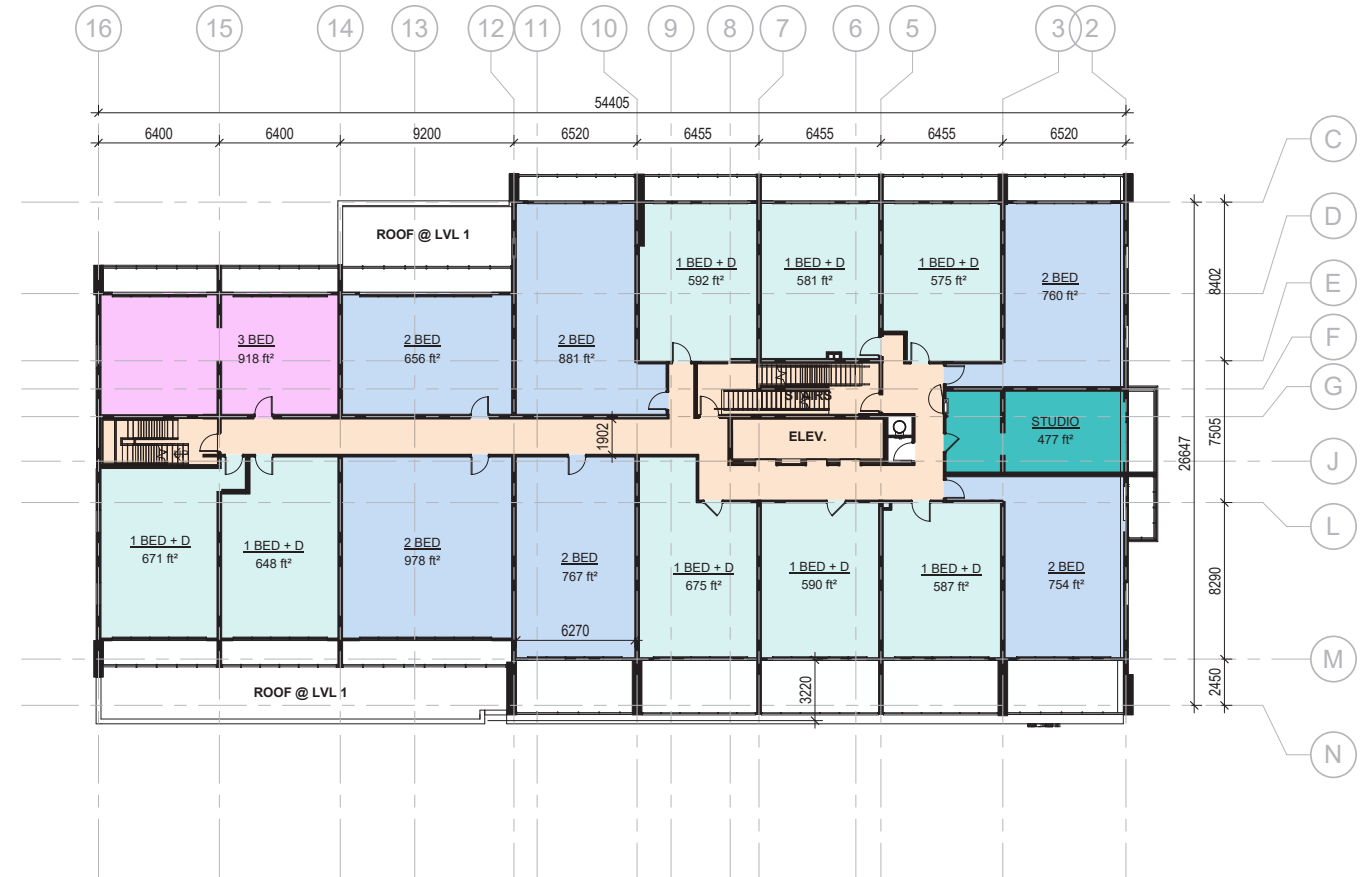 16
15
14
13
12
11
10
9
8
7
6
5
3
2
54405
6400
6400
9200
6520
6455
6455
6455
6520
C
D
E
F
G
J
L
M
N
8402
7505
26647
8290
2450
ROOF @ LVL 1
1 BED + D
592 ft²
1 BED + D
581 ft²
1 BED + D
575 ft²
2 BED
760 ft²
3 BED
918 ft²
2 BED
656 ft²
2 BED
881 ft²
STAIRS
STUDIO
477 ft²
1902
ELEV.
1 BED + D
671 ft²
1 BED + D
648 ft²
2 BED
978 ft²
2 BED
767 ft²
1 BED + D
675 ft²
1 BED + D
590 ft²
1 BED + D
587 ft²
2 BED
754 ft²
6270
3220
ROOF @ LVL 1